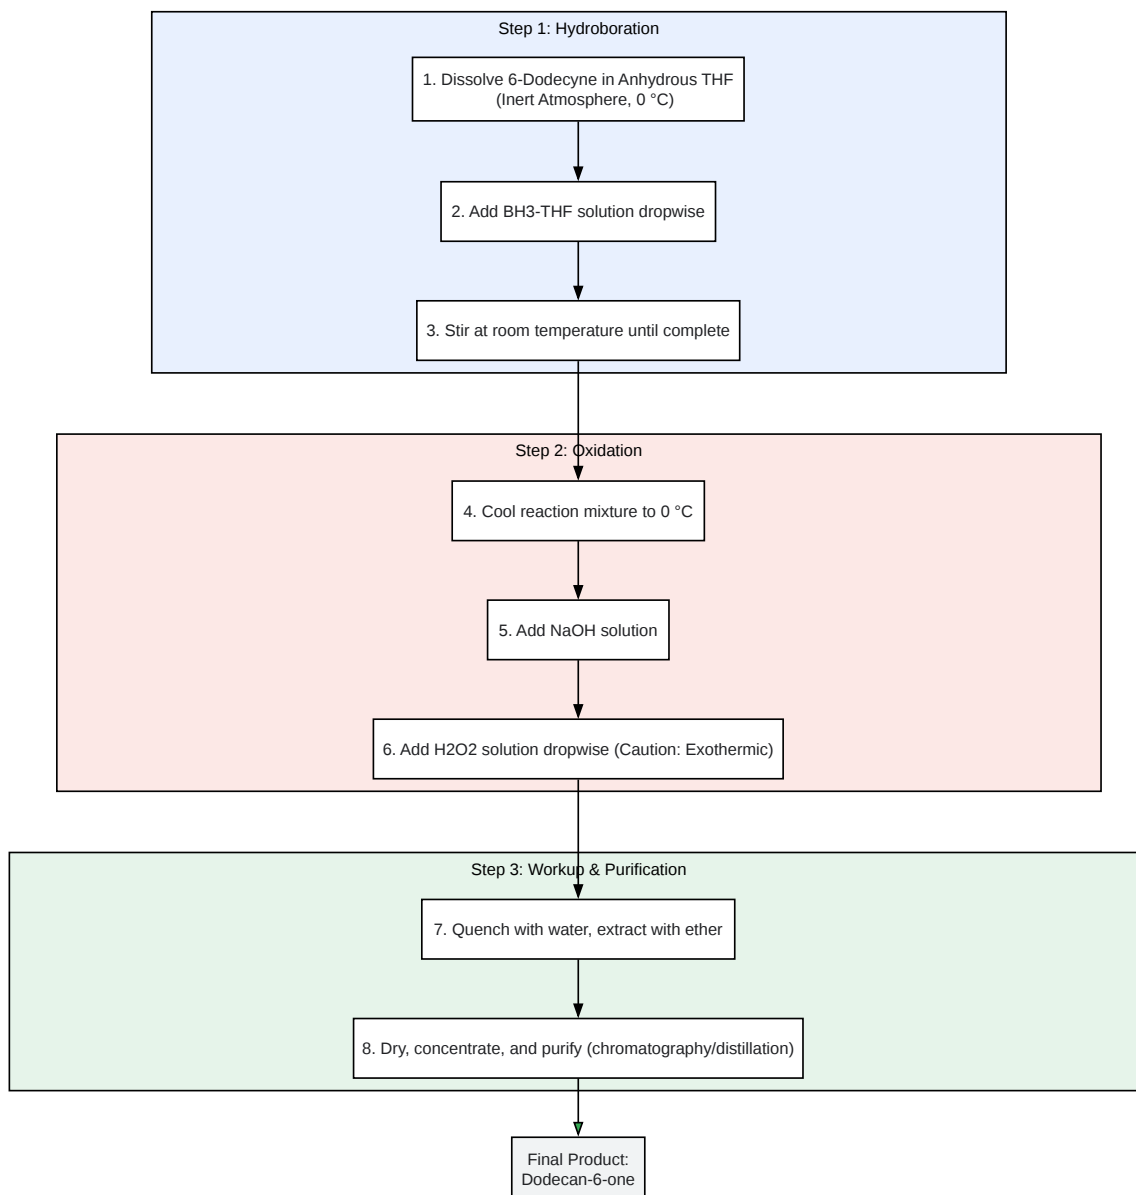 Step 1: Hydroboration
1. Dissolve 6-Dodecyne in Anhydrous THF
(Inert Atmosphere, 0 °C)
2. Add BH3-THF solution dropwise
3. Stir at room temperature until complete
Step 2: Oxidation
4. Cool reaction mixture to 0 °C
5. Add NaOH solution
6. Add H2O2 solution dropwise (Caution: Exothermic)
Step 3: Workup & Purification
7. Quench with water, extract with ether
8. Dry, concentrate, and purify (chromatography/distillation)
Final Product:
Dodecan-6-one